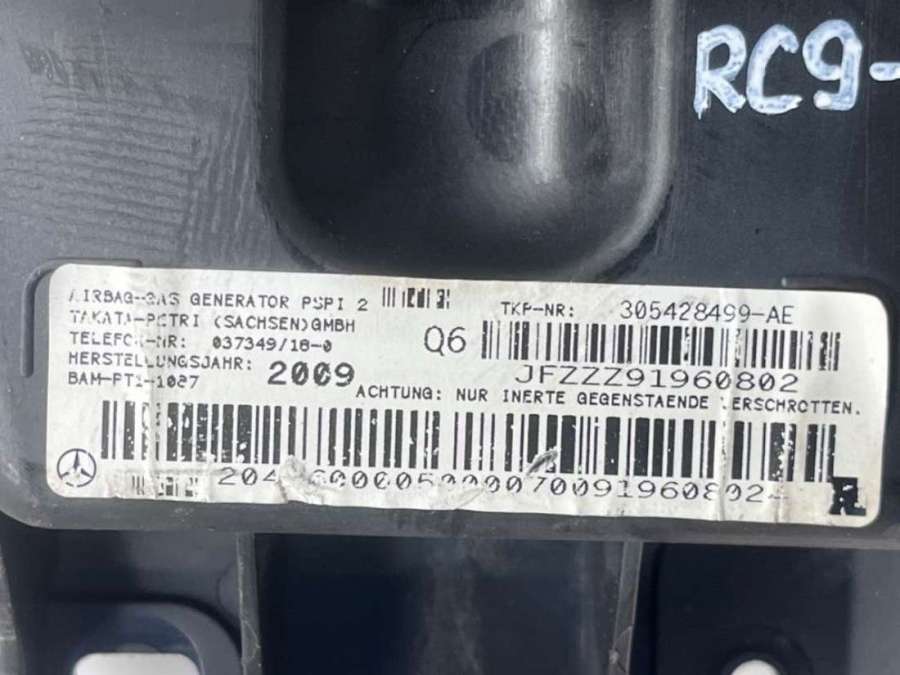 RC9-
AIRBAG-GAS GENERATOR PSPI 2
TAKATA-PETRI (SACHSEN)GMBH
TELEFON-NR: 037349/18-0
HERSTELLUNGSJAHR: 2009
BAM-PT1-1027
TKP-NR: 305428499-AE
Q6
JFZZZ91960802
ACHTUNG: NUR INERTE GEGENSTAENDE VERSCHROTTEN.